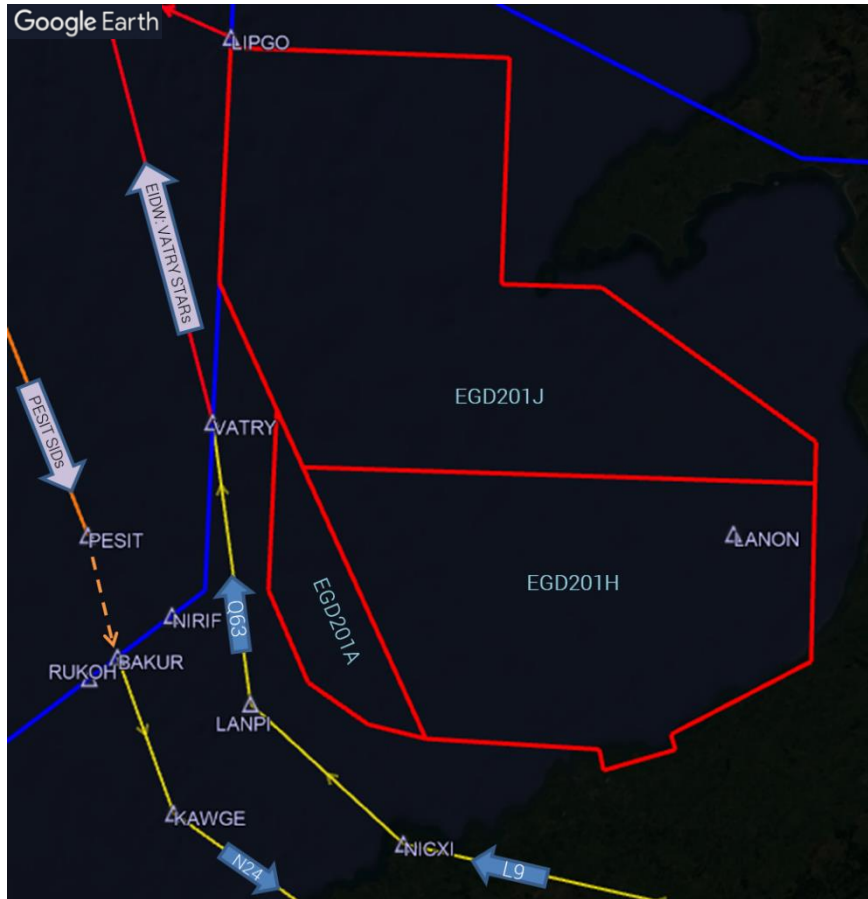 Google Earth
LIPGO
EIDW: VATRY STARs
PESIT SIDs
EGD201J
VATRY
PESIT
LANON
EGD201H
EGD201A
Q63
NIRIF
BAKUR
RUKOH
LANPI
KAWGE
NICXI
N24
L9